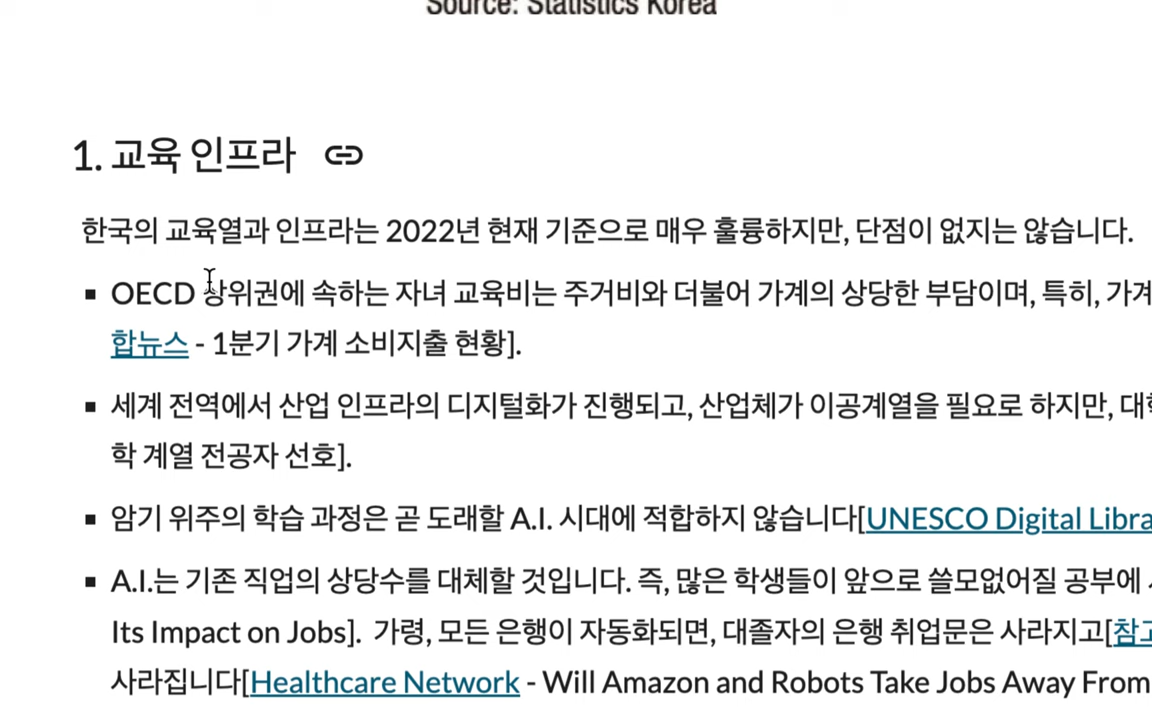 Source: Statistics Korea
1. 교육 인프라
한국의 교육열과 인프라는 2022년 현재 기준으로 매우 훌륭하지만, 단점이 없지는 않습니다.
OECD 상위권에 속하는 자녀 교육비는 주거비와 더불어 가계의 상당한 부담이며, 특히, 가계
합뉴스 - 1분기 가계 소비지출 현황].
세계 전역에서 산업 인프라의 디지털화가 진행되고, 산업체가 이공계열을 필요로 하지만, 대
학 계열 전공자 선호].
암기 위주의 학습 과정은 곧 도래할 A.I. 시대에 적합하지 않습니다[UNESCO Digital Libra
A.I.는 기존 직업의 상당수를 대체할 것입니다. 즉, 많은 학생들이 앞으로 쓸모없어질 공부에
Its Impact on Jobs]. 가령, 모든 은행이 자동화되면, 대졸자의 은행 취업문은 사라지고[참고
사라집니다[Healthcare Network - Will Amazon and Robots Take Jobs Away From